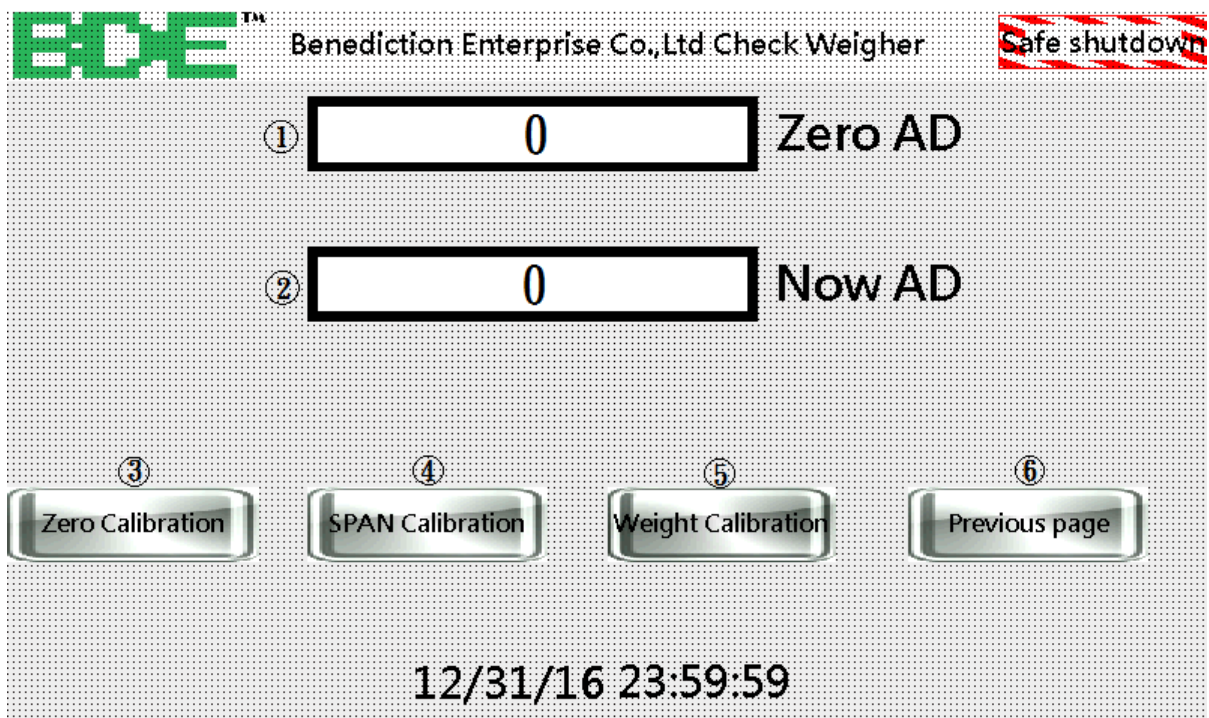 BDE™
Benediction Enterprise Co.,Ltd Check Weigher
Safe shutdown
① 0 Zero AD
② 0 Now AD
③ ④ ⑤ ⑥
Zero Calibration SPAN Calibration Weight Calibration Previous page
12/31/16 23:59:59